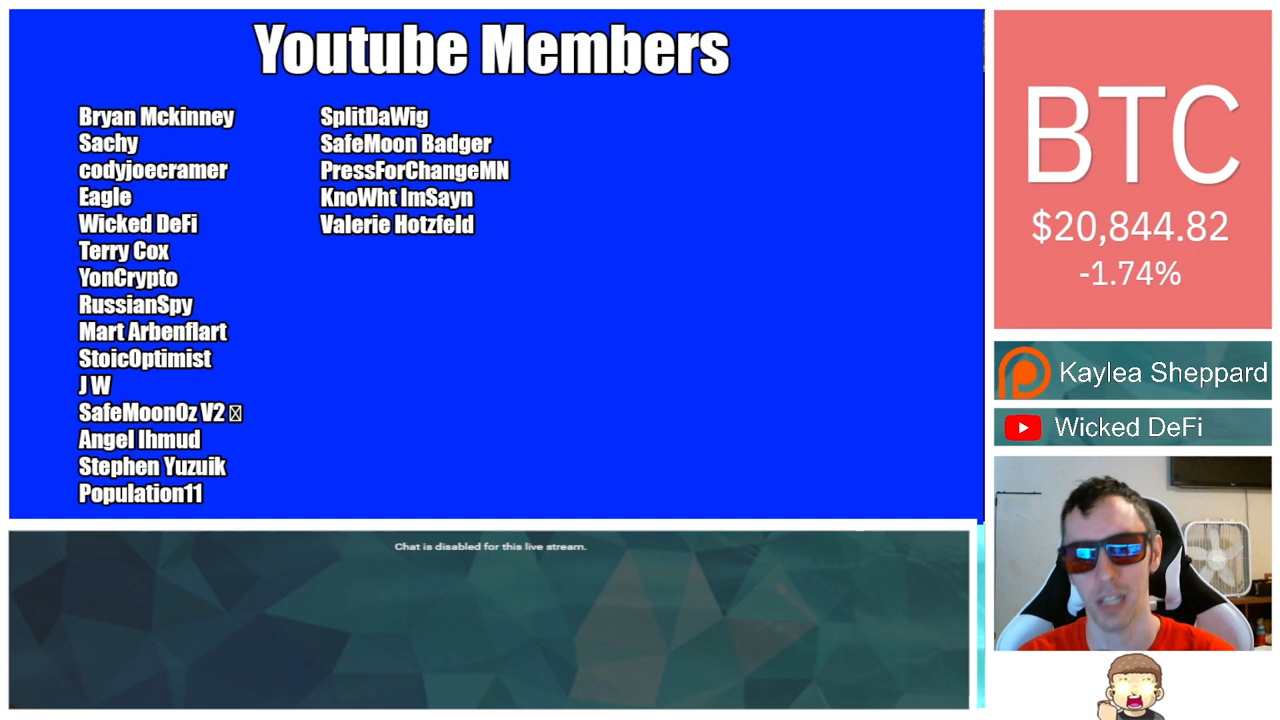 Youtube Members
Bryan Mckinney
Sachy
codyjoecramer
Eagle
Wicked DeFi
Terry Cox
YonCrypto
RussianSpy
Mart Arbenflart
StoicOptimist
J W
SafeMoonOz V2
Angel Ihmud
Stephen Yuzuik
Population11
SplitDaWig
SafeMoon Badger
PressForChangeMN
KnoWht ImSayn
Valerie Hotzfeld
BTC
$20,844.82
-1.74%
Kaylea Sheppard
Wicked DeFi
Chat is disabled for this live stream.